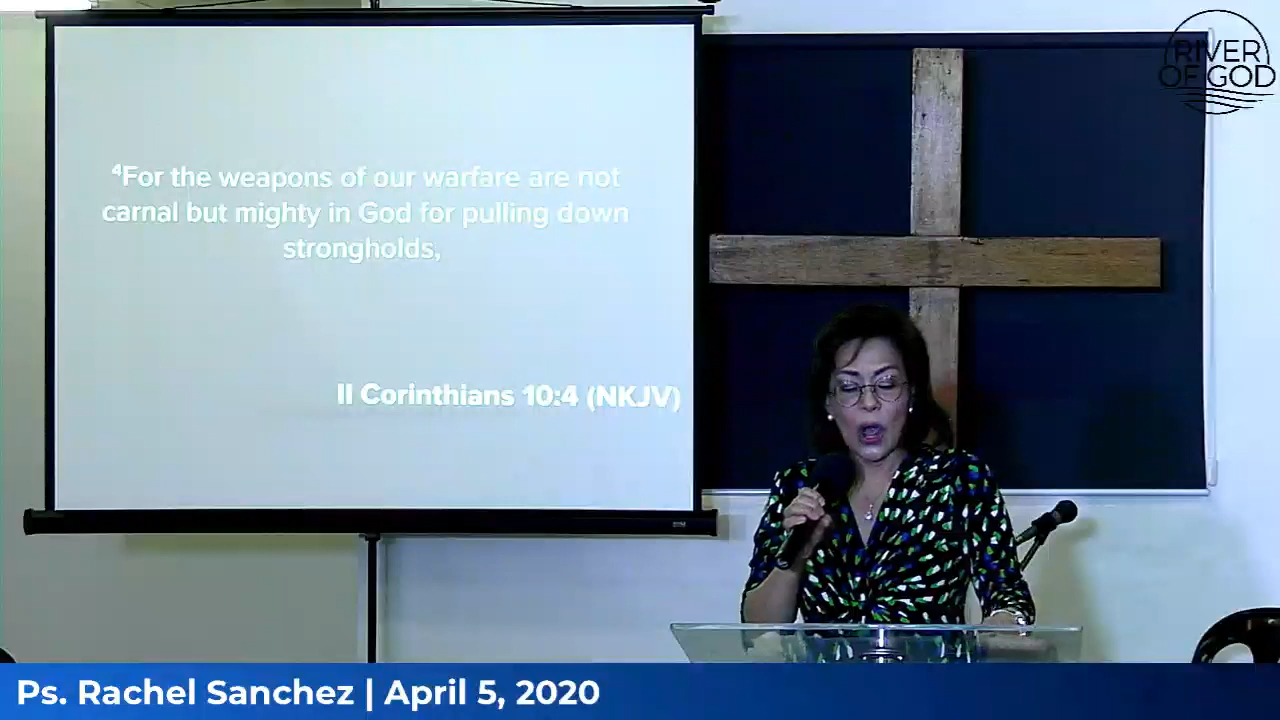 ⁴For the weapons of our warfare are not
carnal but mighty in God for pulling down
strongholds,
II Corinthians 10:4 (NKJV)
RIVER
OF GOD
Ps. Rachel Sanchez | April 5, 2020